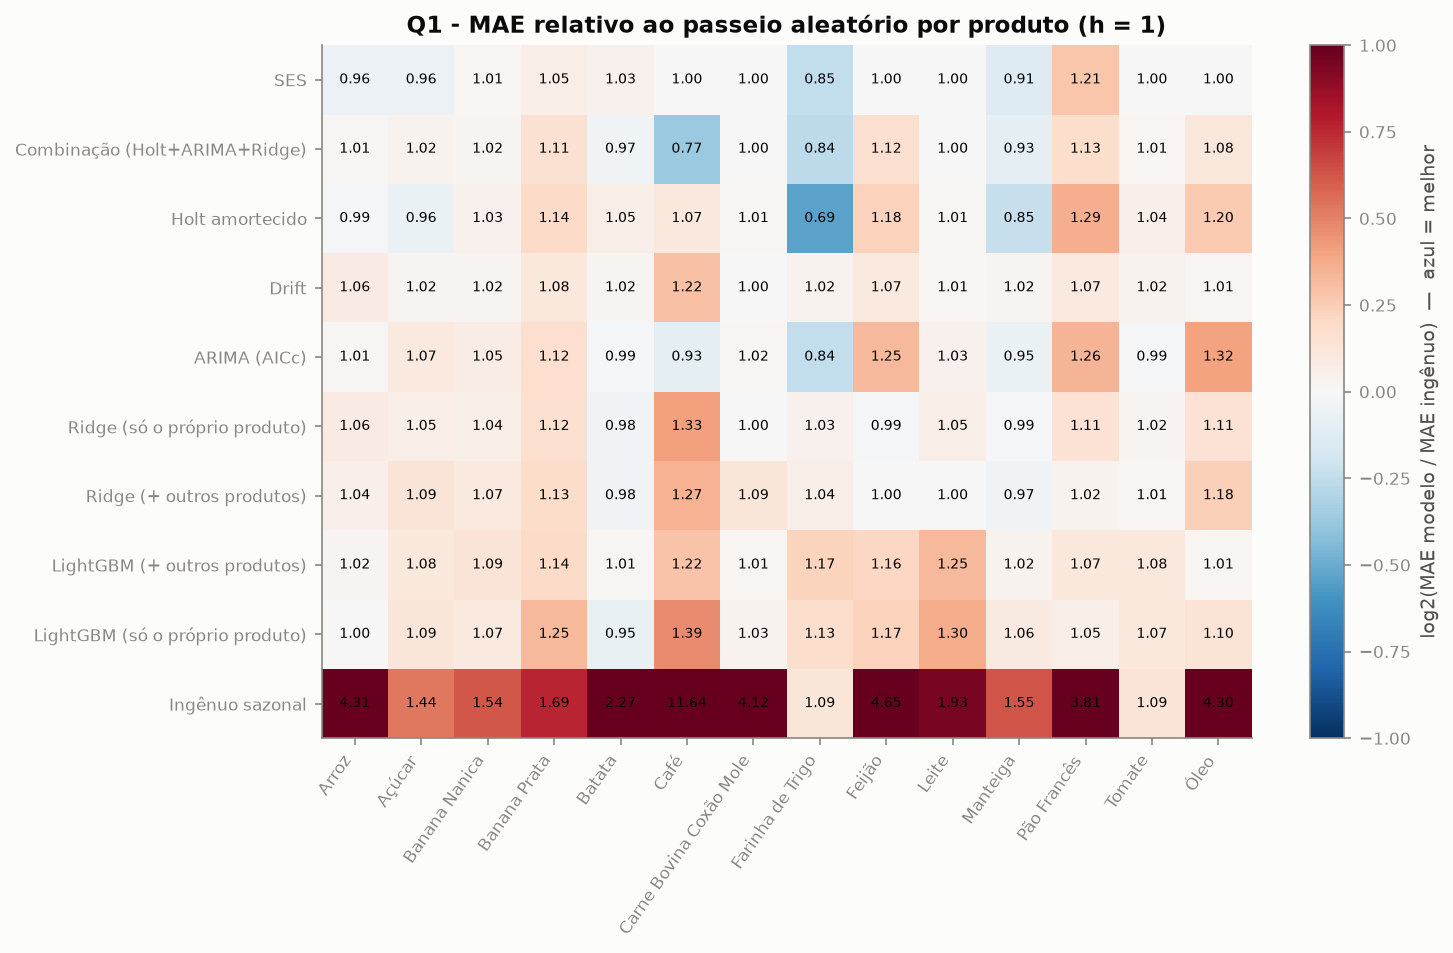 Q1 - MAE relativo ao passeio aleatório por produto (h = 1)
SES 0.96 0.96 1.01 1.05 1.03 1.00 1.00 0.85 1.00 1.00 0.91 1.21 1.00 1.00
Combinação (Holt+ARIMA+Ridge) 1.01 1.02 1.02 1.11 0.97 0.77 1.00 0.84 1.12 1.00 0.93 1.13 1.01 1.08
Holt amortecido 0.99 0.96 1.03 1.14 1.05 1.07 1.01 0.69 1.18 1.01 0.85 1.29 1.04 1.20
Drift 1.06 1.02 1.02 1.08 1.02 1.22 1.00 1.02 1.07 1.01 1.02 1.07 1.02 1.01
ARIMA (AICc) 1.01 1.07 1.05 1.12 0.99 0.93 1.02 0.84 1.25 1.03 0.95 1.26 0.99 1.32
Ridge (só o próprio produto) 1.06 1.05 1.04 1.12 0.98 1.33 1.00 1.03 0.99 1.05 0.99 1.11 1.02 1.11
Ridge (+ outros produtos) 1.04 1.09 1.07 1.13 0.98 1.27 1.09 1.04 1.00 1.00 0.97 1.02 1.01 1.18
LightGBM (+ outros produtos) 1.02 1.08 1.09 1.14 1.01 1.22 1.01 1.17 1.16 1.25 1.02 1.07 1.08 1.01
LightGBM (só o próprio produto) 1.00 1.09 1.07 1.25 0.95 1.39 1.03 1.13 1.17 1.30 1.06 1.05 1.07 1.10
Ingênuo sazonal 4.31 1.44 1.54 1.69 2.27 11.64 4.12 1.09 4.65 1.93 1.55 3.81 1.09 4.30
Arroz
Açúcar
Banana Nanica
Banana Prata
Batata
Café
Carne Bovina Coxão Mole
Farinha de Trigo
Feijão
Leite
Manteiga
Pão Francês
Tomate
Óleo
1.00
0.75
0.50
0.25
0.00
−0.25
−0.50
−0.75
−1.00
log2(MAE modelo / MAE ingênuo) — azul = melhor